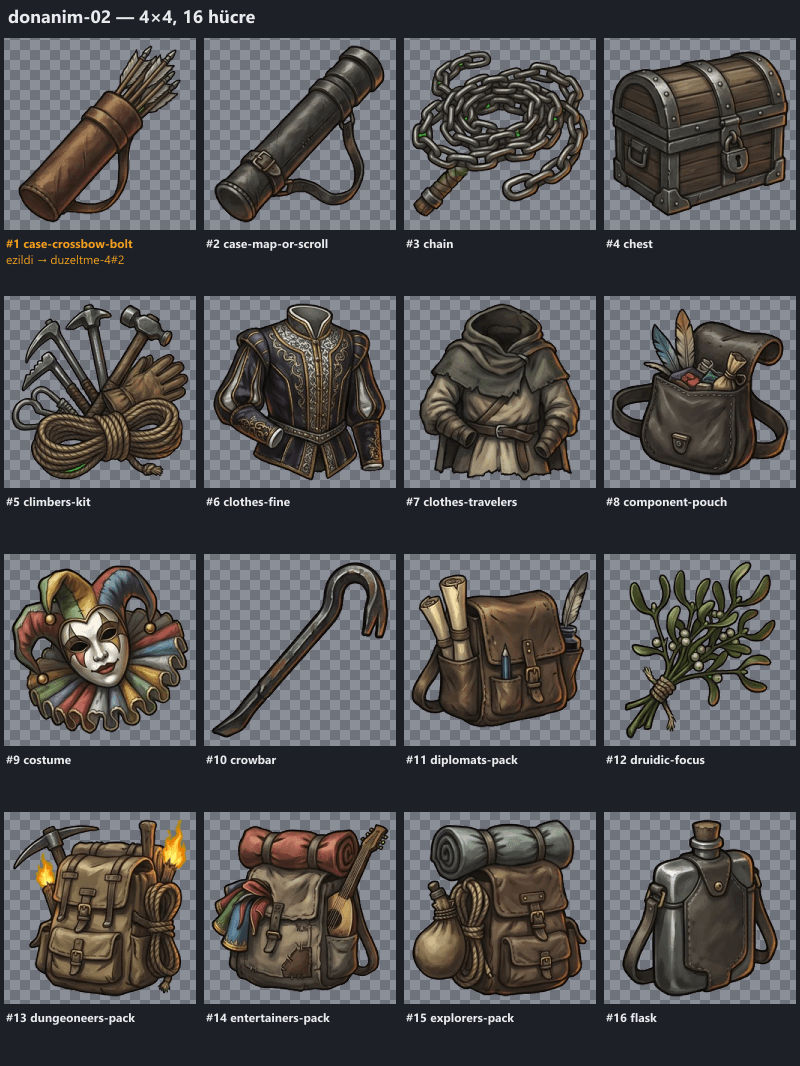 donanim-02 — 4×4, 16 hücre
#1 case-crossbow-bolt
ezildi → duzeltme-4#2
#2 case-map-or-scroll
#3 chain
#4 chest
#5 climbers-kit
#6 clothes-fine
#7 clothes-travelers
#8 component-pouch
#9 costume
#10 crowbar
#11 diplomats-pack
#12 druidic-focus
#13 dungeoneers-pack
#14 entertainers-pack
#15 explorers-pack
#16 flask